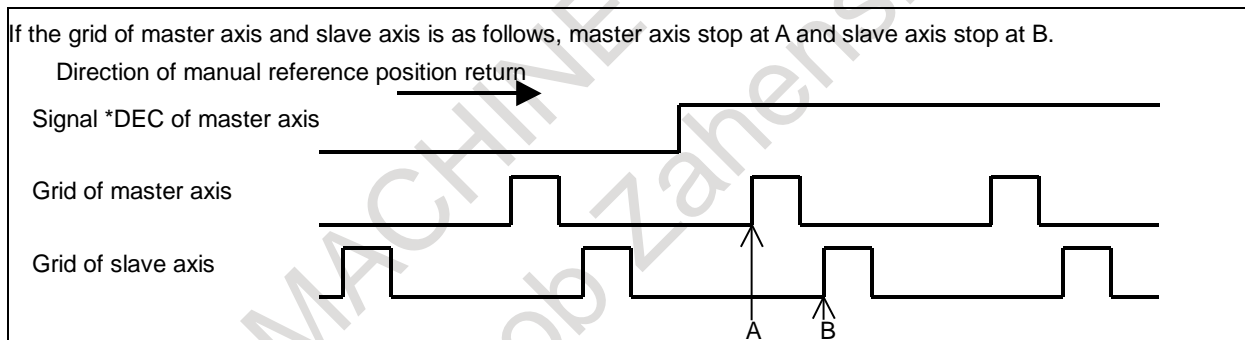 If the grid of master axis and slave axis is as follows, master axis stop at A and slave axis stop at B.
Direction of manual reference position return
Signal *DEC of master axis
Grid of master axis
Grid of slave axis
A
B
MACHINE